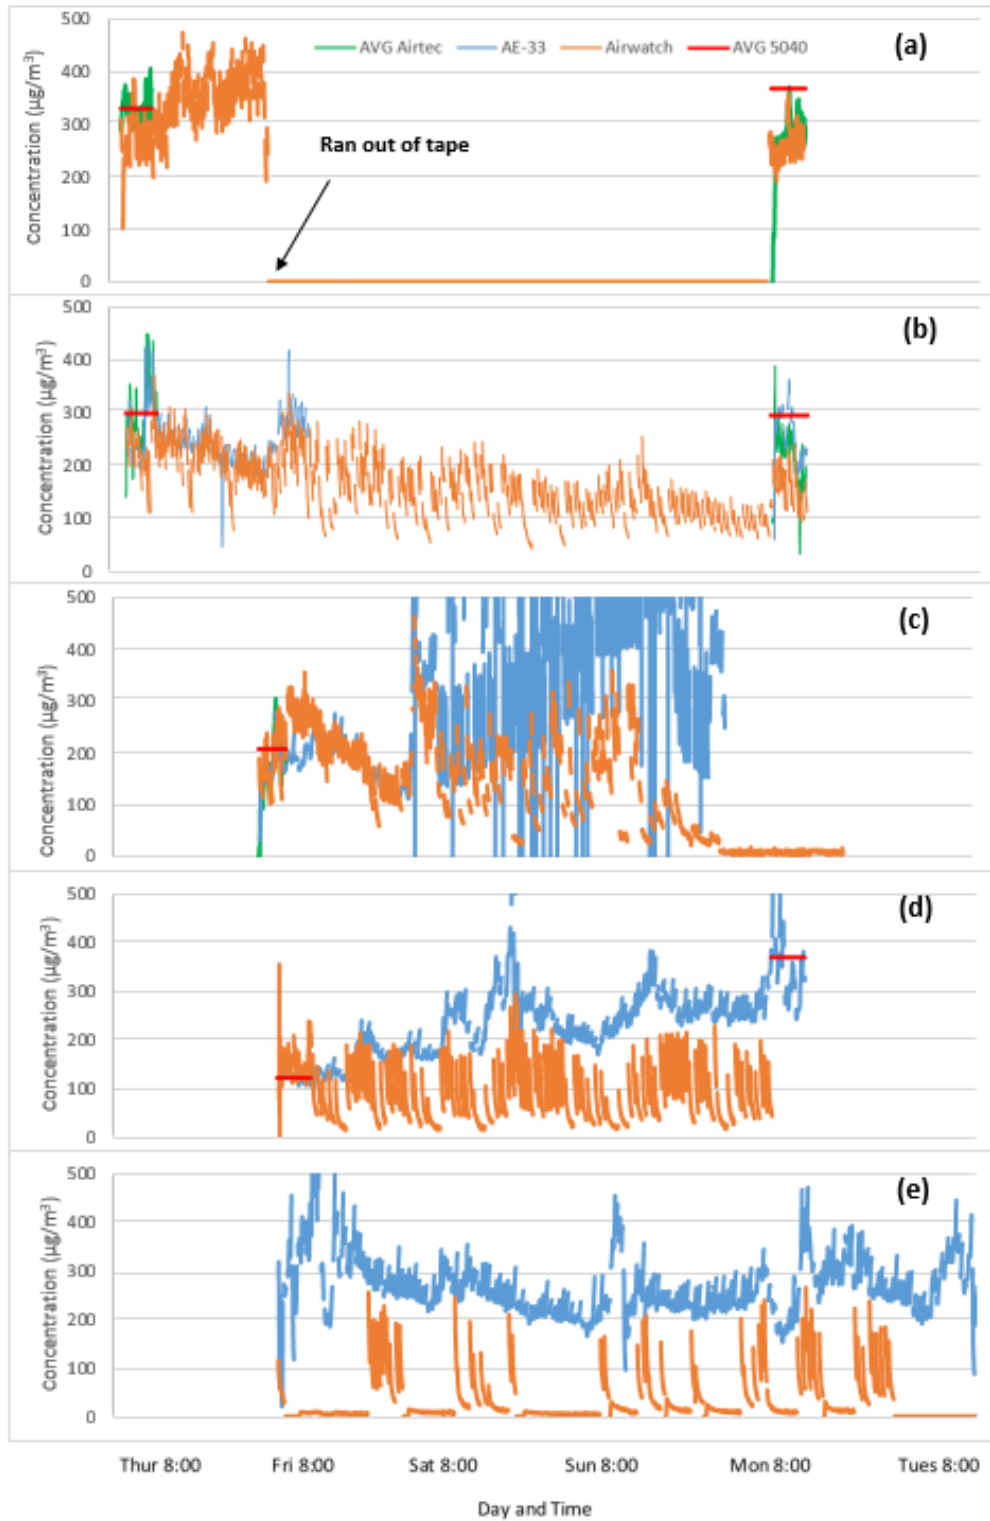 500
AVG Airtec AE-33 Airwatch AVG 5040
(a)
400
300
Ran out of tape
200
100
0
Concentration (µg/m³)
500
(b)
400
300
200
100
0
Concentration (µg/m³)
500
(c)
400
300
200
100
0
Concentration (µg/m³)
500
(d)
400
300
200
100
0
Concentration (µg/m³)
500
(e)
400
300
200
100
0
Concentration (µg/m³)
Thur 8:00 Fri 8:00 Sat 8:00 Sun 8:00 Mon 8:00 Tues 8:00
Day and Time